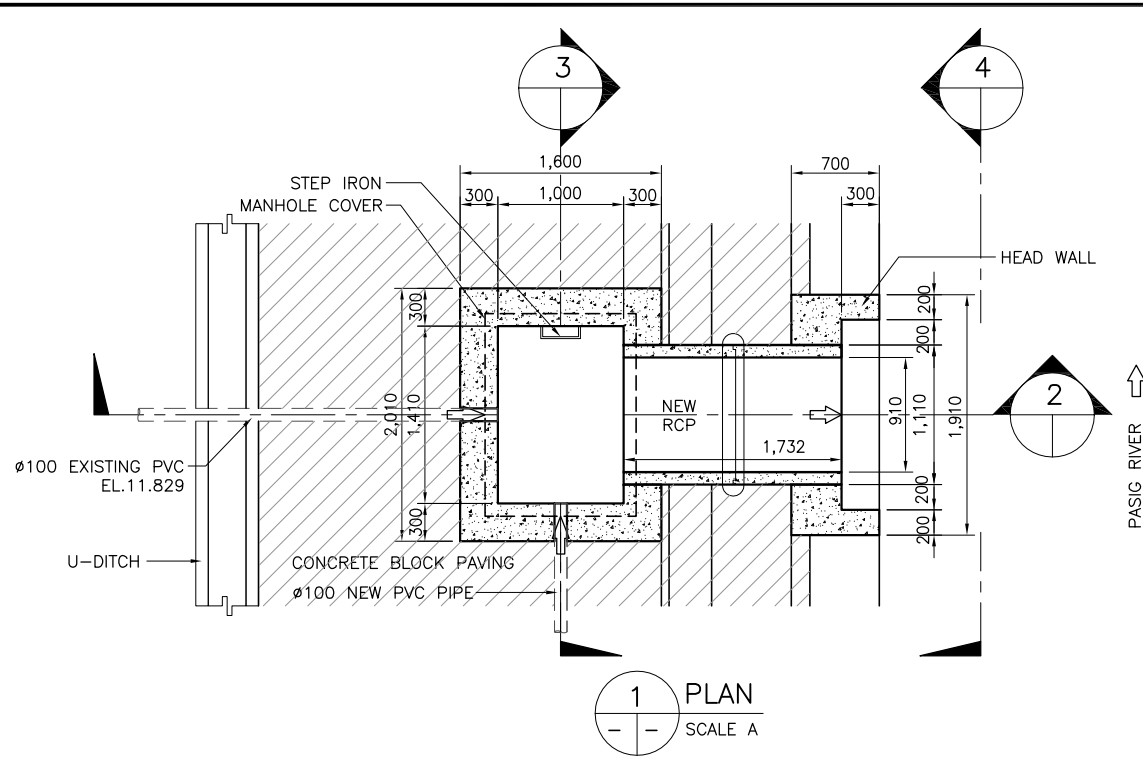 3
4
1,600
700
STEP IRON
300
1,000
300
300
MANHOLE COVER
HEAD WALL
300
200
200
2,010
1,410
NEW
RCP
910
1,110
1,910
2
1,732
PASIG RIVER
ø100 EXISTING PVC
EL.11.829
200
300
200
U-DITCH
CONCRETE BLOCK PAVING
ø100 NEW PVC PIPE
1
PLAN
- -
SCALE A